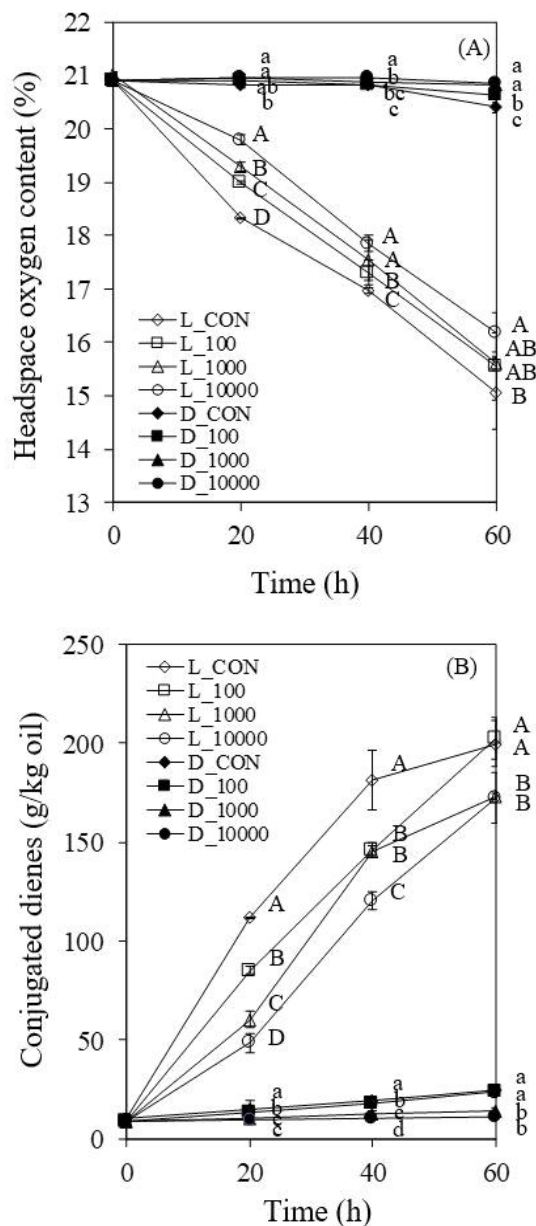 (A)
Headspace oxygen content (%)
22
21
20
19
18
17
16
15
14
13
12
a
a
ab
b
a
b
bc
c
a
a
b
c
A
B
C
D
A
A
B
C
A
AB
AB
B
L_CON
L_100
L_1000
L_10000
D_CON
D_100
D_1000
D_10000
0
20
40
60
Time (h)
(B)
Conjugated dienes (g/kg oil)
250
200
150
100
50
0
L_CON
L_100
L_1000
L_10000
D_CON
D_100
D_1000
D_10000
A
B
C
D
A
B
B
C
A
A
B
B
a
b
c
c
a
b
c
d
a
a
b
b
0
20
40
60
Time (h)